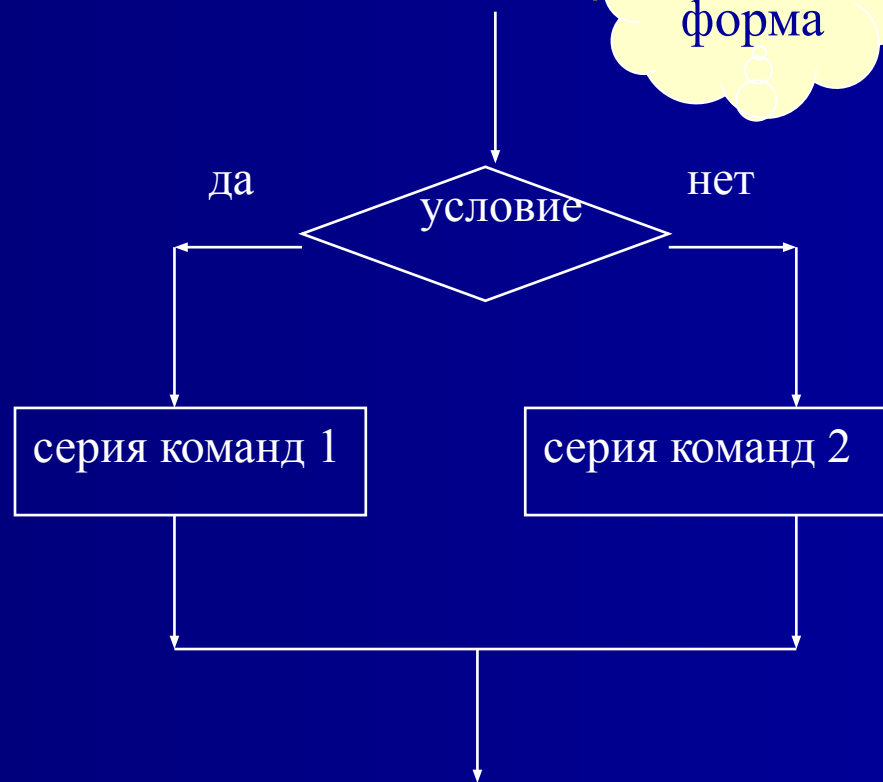 форма
да
нет
условие
серия команд 1
серия команд 2